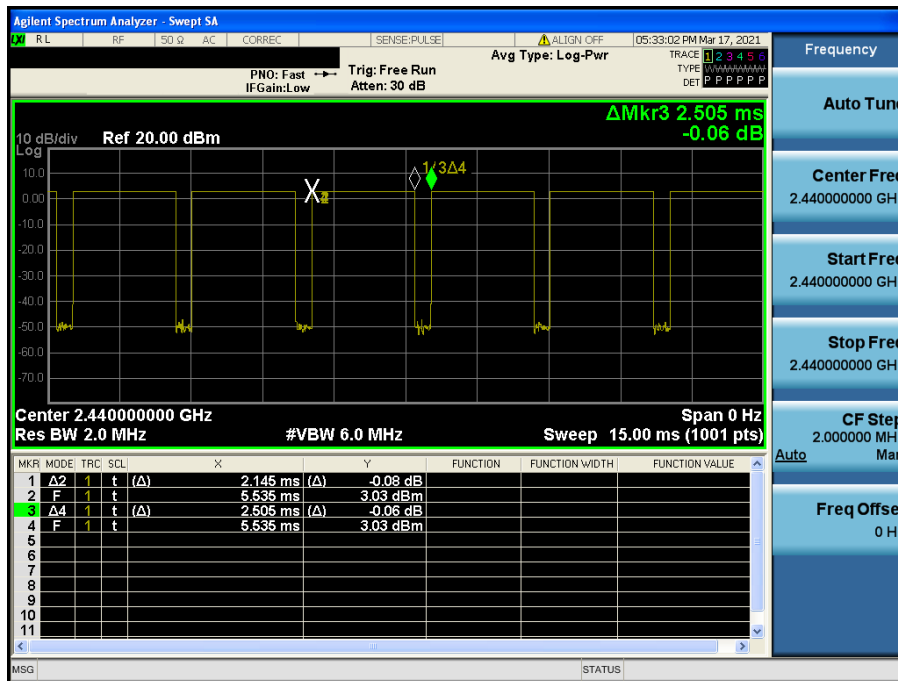 Agilent Spectrum Analyzer - Swept SA
LXI RL RF 50 Ω AC CORREC SENSE:PULSE ALIGN OFF 05:33:02 PM Mar 17, 2021
Avg Type: Log-Pwr
TRACE 1 2 3 4 5 6
TYPE
DET P P P P P P
PNO: Fast Trig: Free Run
IFGain:Low Atten: 30 dB
ΔMkr3 2.505 ms
-0.06 dB
10 dB/div Ref 20.00 dBm
Log
1/3Δ4
10.0
0.00
-10.0
-20.0
-30.0
-40.0
-50.0
-60.0
-70.0
Center 2.440000000 GHz Span 0 Hz
Res BW 2.0 MHz #VBW 6.0 MHz Sweep 15.00 ms (1001 pts)
MKR MODE TRC SCL X Y FUNCTION FUNCTION WIDTH FUNCTION VALUE
1 Δ2 1 t (Δ) 2.145 ms (Δ) -0.08 dB
2 F 1 t 5.535 ms 3.03 dBm
3 Δ4 1 t (Δ) 2.505 ms (Δ) -0.06 dB
4 F 1 t 5.535 ms 3.03 dBm
5
6
7
8
9
10
11
MSG STATUS
Frequency
Auto Tun
Center Fre
2.440000000 GH
Start Fre
2.440000000 GH
Stop Fre
2.440000000 GH
CF Ste
2.000000 MH
Auto Ma
Freq Offse
0 H